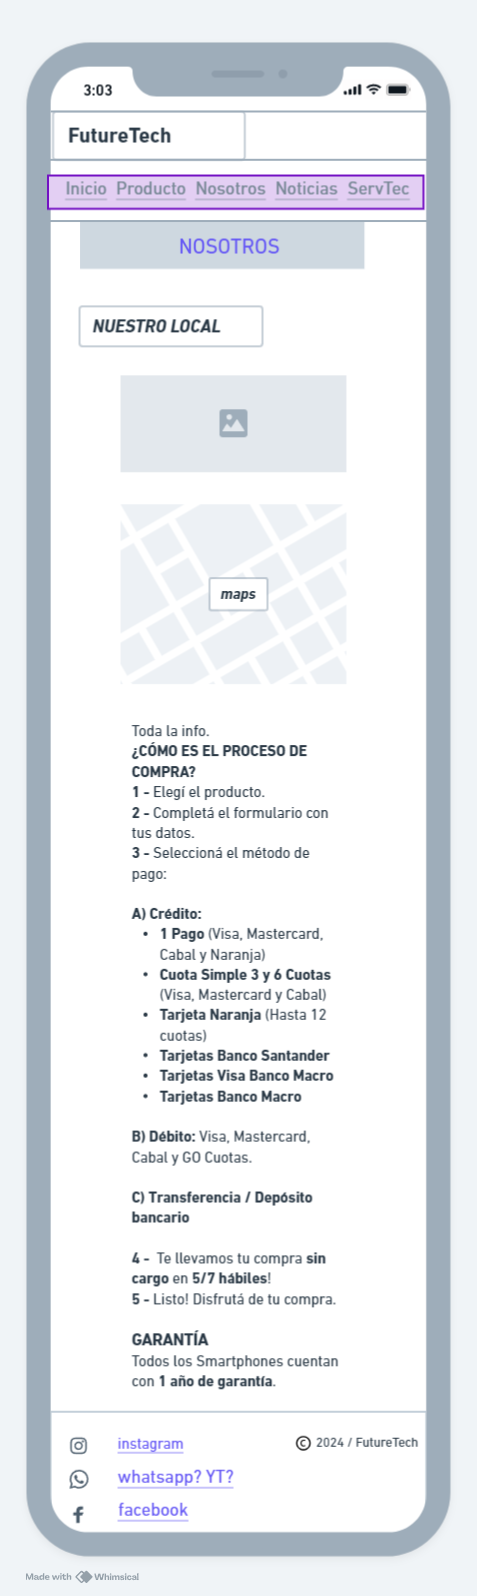 3:03
FutureTech
Inicio Producto Nosotros Noticias ServTec
NOSOTROS
NUESTRO LOCAL
maps
Toda la info.
¿CÓMO ES EL PROCESO DE
COMPRA?
1 - Elegí el producto.
2 - Completá el formulario con
tus datos.
3 - Seleccioná el método de
pago:
A) Crédito:
• 1 Pago (Visa, Mastercard,
Cabal y Naranja)
• Cuota Simple 3 y 6 Cuotas
(Visa, Mastercard y Cabal)
• Tarjeta Naranja (Hasta 12
cuotas)
• Tarjetas Banco Santander
• Tarjetas Visa Banco Macro
• Tarjetas Banco Macro
B) Débito: Visa, Mastercard,
Cabal y GO Cuotas.
C) Transferencia / Depósito
bancario
4 - Te llevamos tu compra sin
cargo en 5/7 hábiles!
5 - Listo! Disfrutá de tu compra.
GARANTÍA
Todos los Smartphones cuentan
con 1 año de garantía.
instagram
© 2024 / FutureTech
whatsapp? YT?
facebook
Made with Whimsical